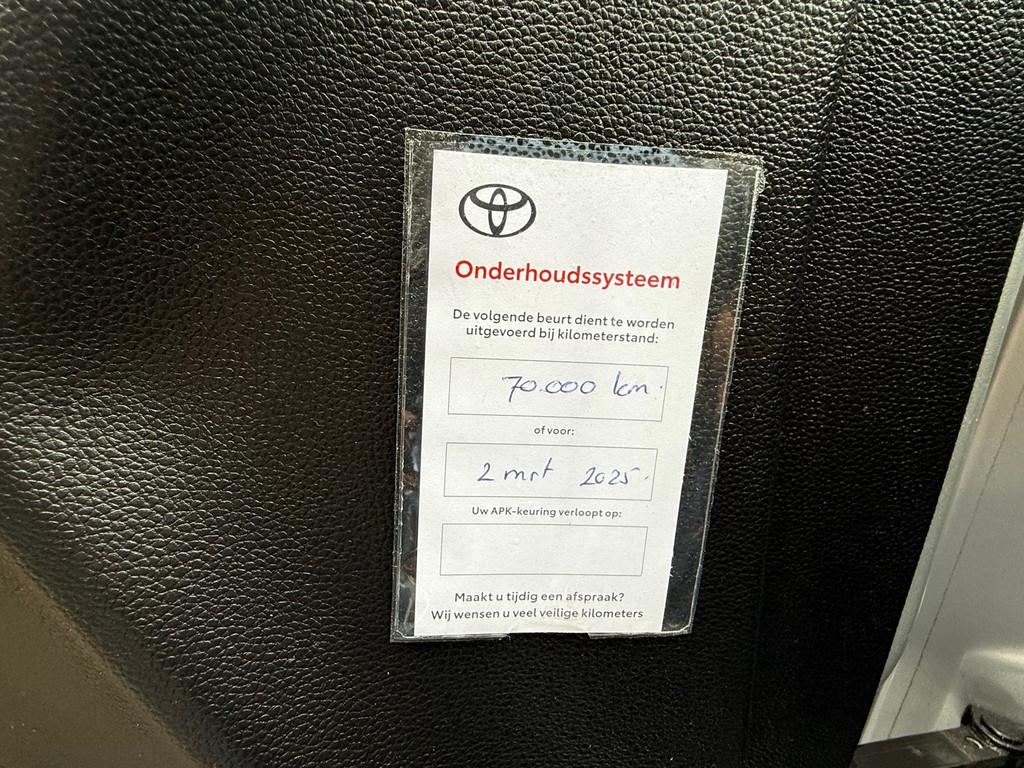 Onderhoudssysteem
De volgende beurt dient te worden
uitgevoerd bij kilometerstand:
70.000 km.
of voor:
2 mrt 2025.
Uw APK-keuring verloopt op:
Maakt u tijdig een afspraak?
Wij wensen u veel veilige kilometers